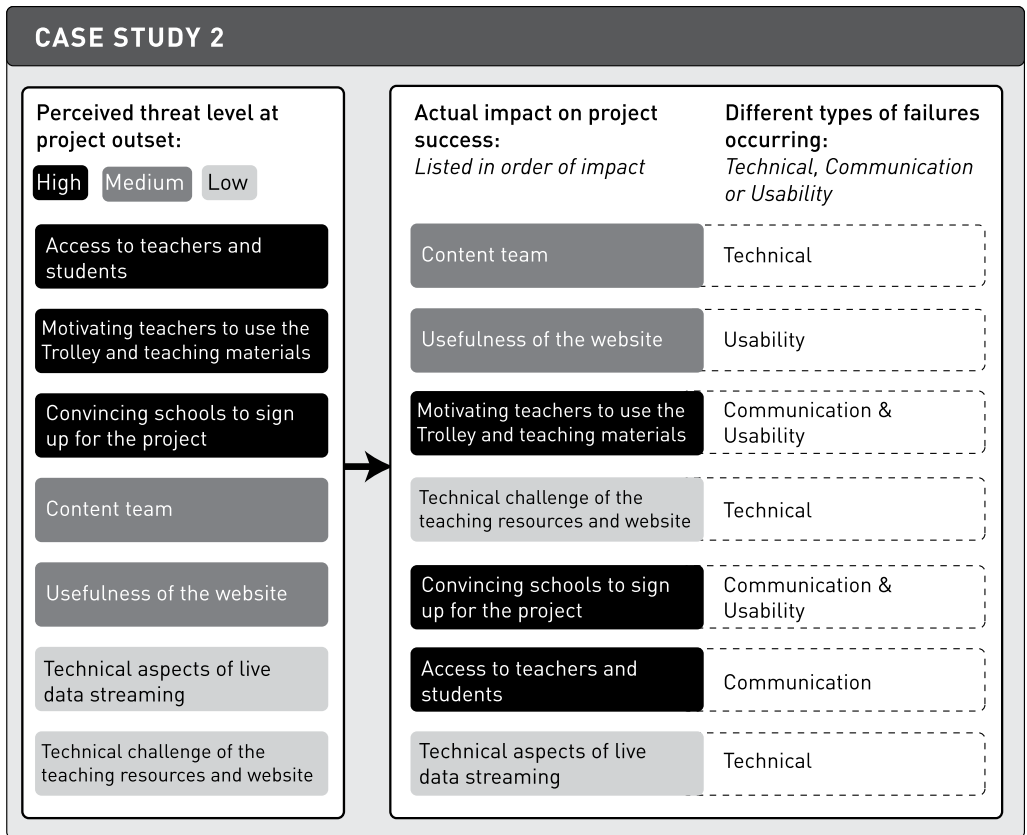 CASE STUDY 2
Perceived threat level at
project outset:
High
Medium
Low
Access to teachers and
students
Motivating teachers to use the
Trolley and teaching materials
Convincing schools to sign
up for the project
Content team
Usefulness of the website
Technical aspects of live
data streaming
Technical challenge of the
teaching resources and website
Actual impact on project
success:
Listed in order of impact
Different types of failures
occurring:
Technical, Communication
or Usability
Content team
Technical
Usefulness of the website
Usability
Motivating teachers to use the
Trolley and teaching materials
Communication &
Usability
Technical challenge of the
teaching resources and website
Technical
Convincing schools to sign
up for the project
Communication &
Usability
Access to teachers and
students
Communication
Technical aspects of live
data streaming
Technical